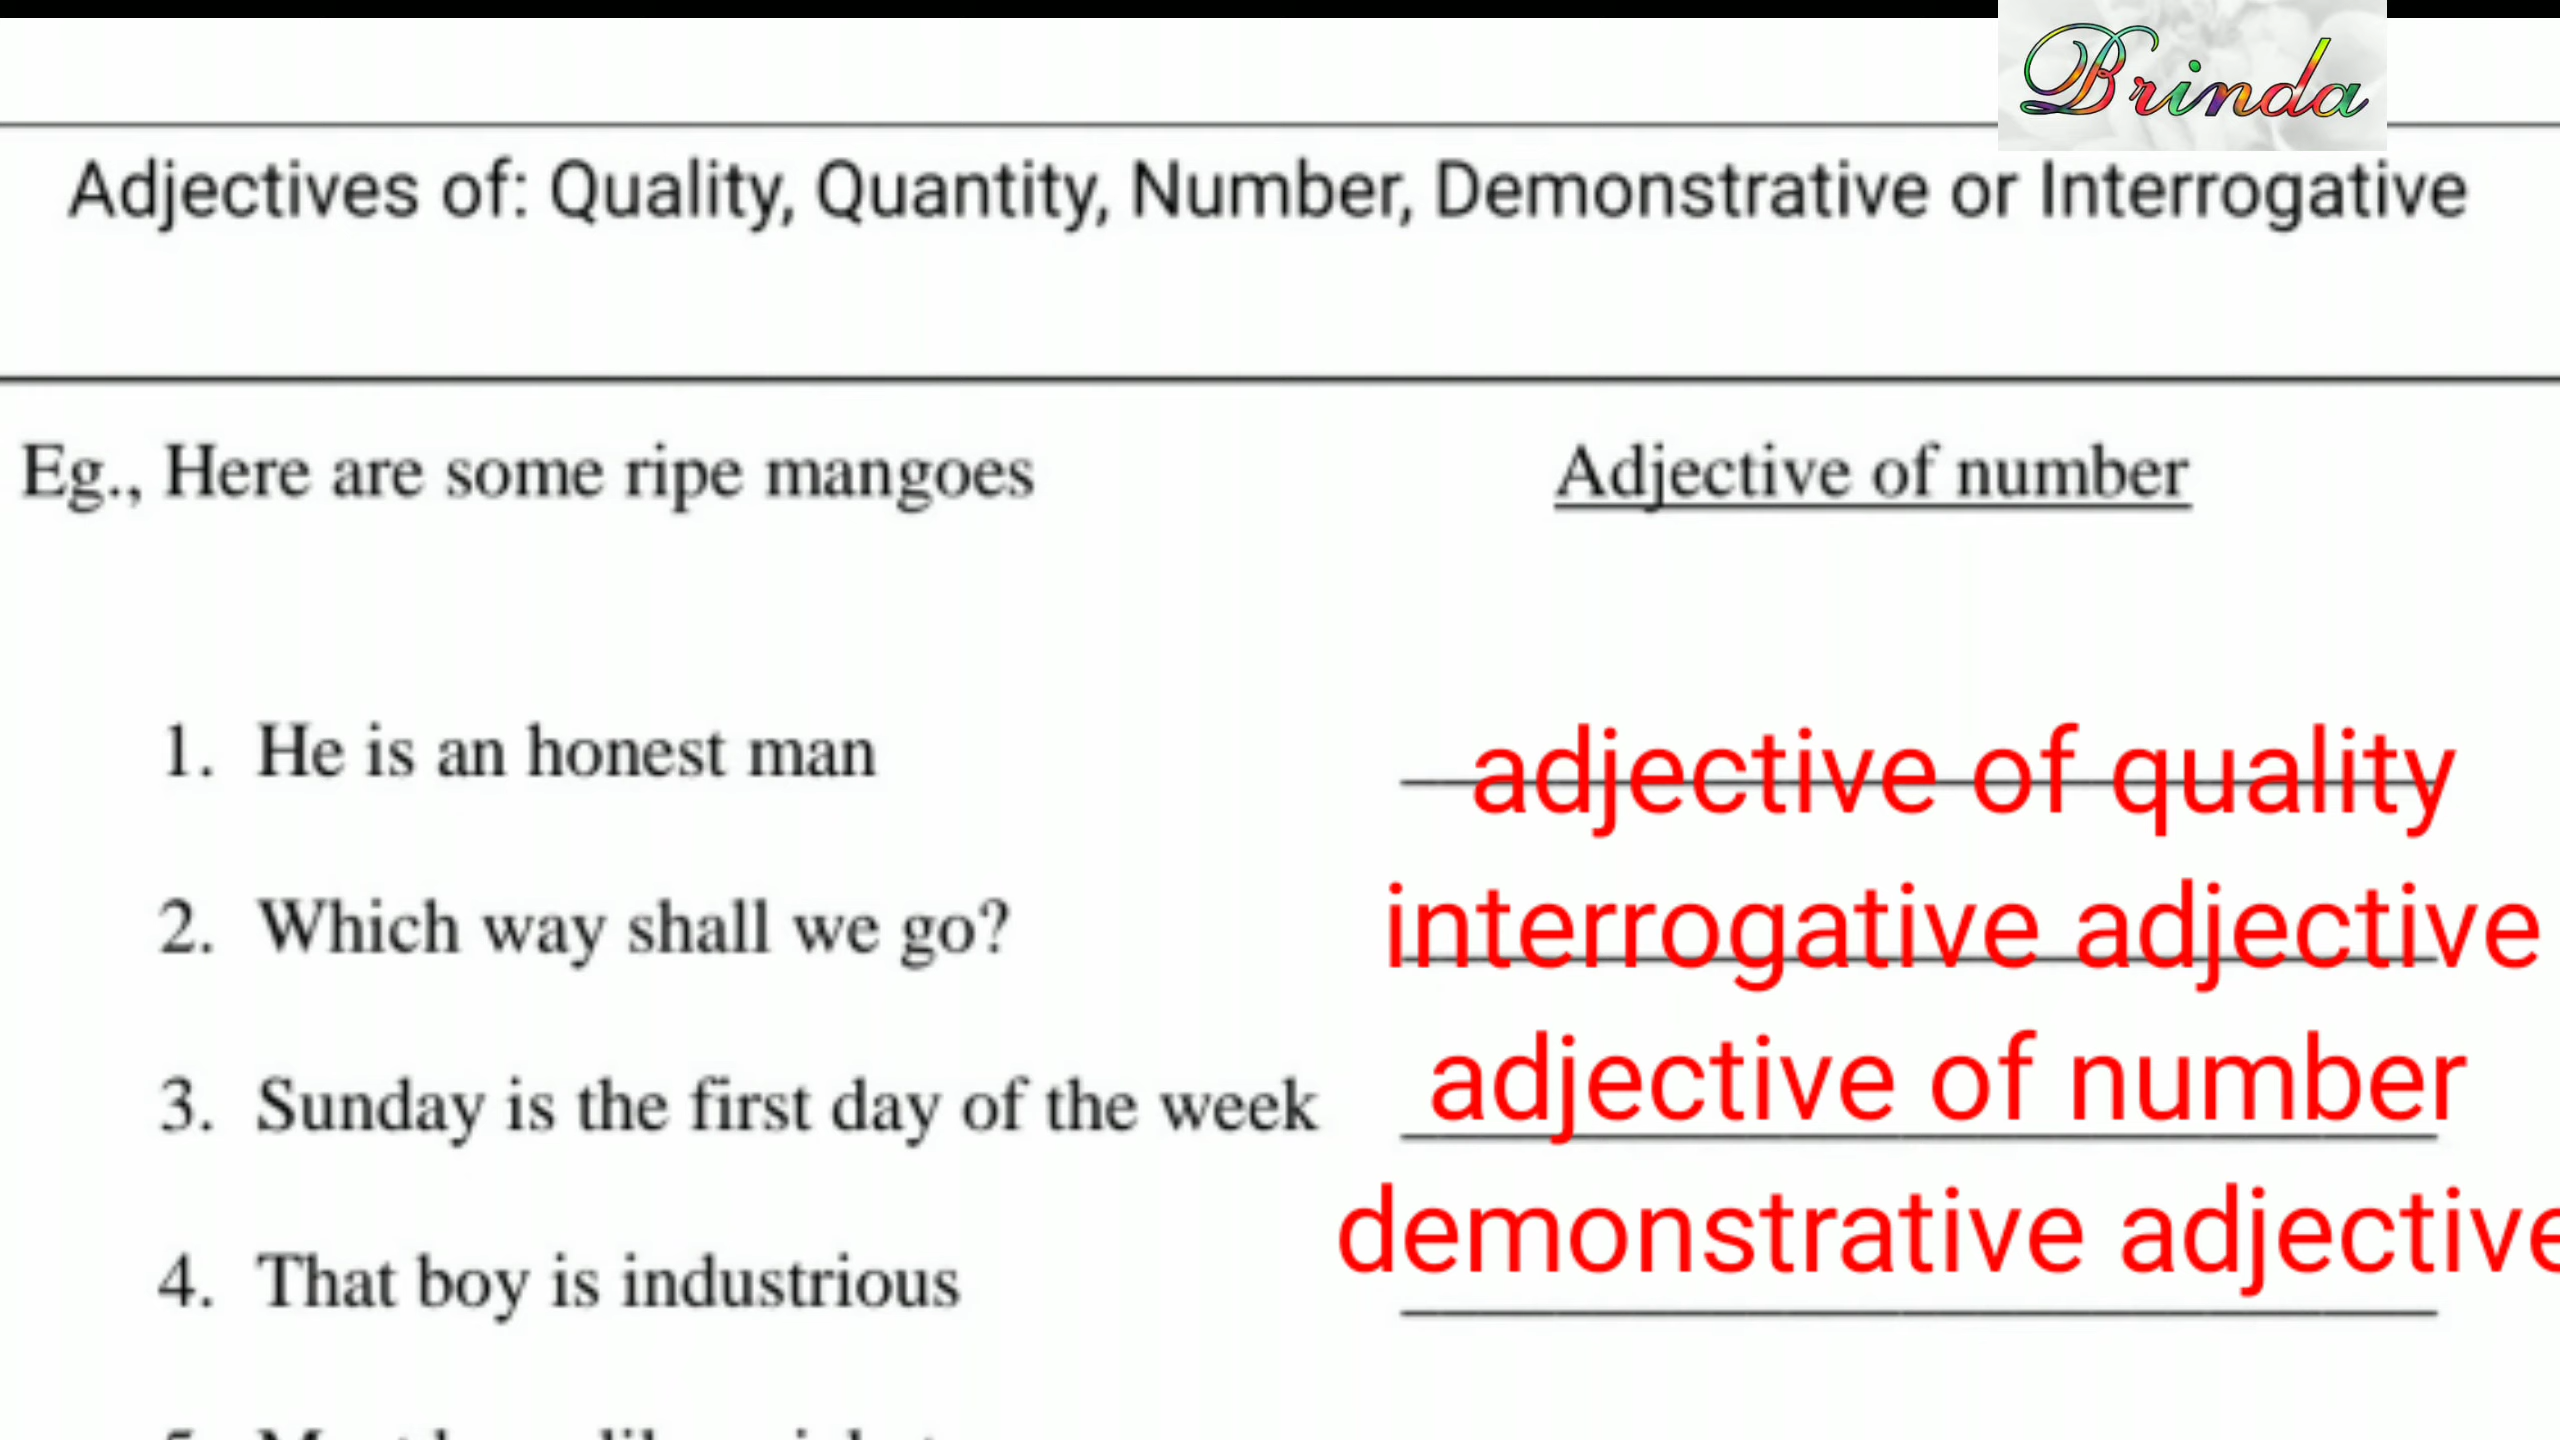 Brinda
Adjectives of: Quality, Quantity, Number, Demonstrative or Interrogative
Eg., Here are some ripe mangoes Adjective of number
1. He is an honest man adjective of quality
2. Which way shall we go? interrogative adjective
3. Sunday is the first day of the week adjective of number
4. That boy is industrious demonstrative adjective